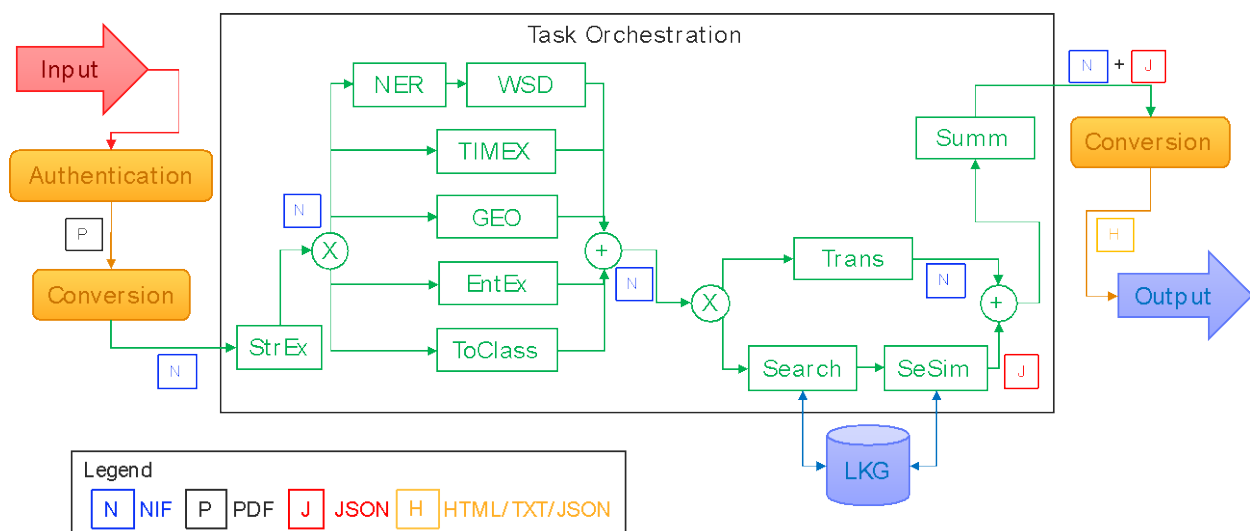 Task Orchestration
Input
Authentication
P
Conversion
N
StrEx
X
N
NER
WSD
TIMEX
GEO
EntEx
ToClass
+
N
X
Trans
N
Search
SeSim
J
+
LKG
Summ
N + J
Conversion
H
Output
Legend
N NIF P PDF J JSON H HTML/TXT/JSON